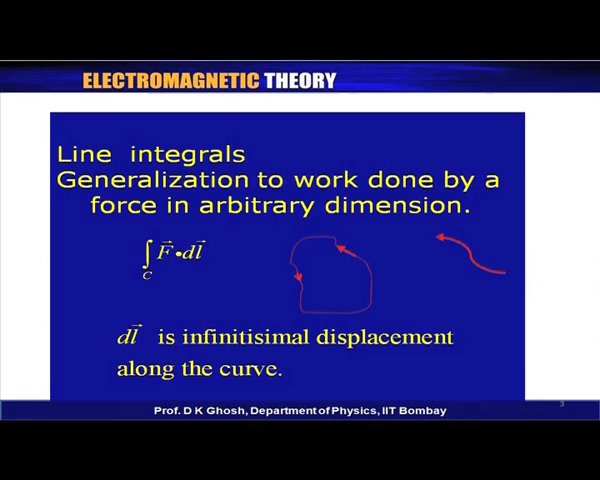 ELECTROMAGNETIC THEORY
Line integrals
Generalization to work done by a
force in arbitrary dimension.
∫_C F⃗•dl⃗
dl⃗ is infinitisimal displacement
along the curve.
Prof. D K Ghosh, Department of Physics, IIT Bombay
3